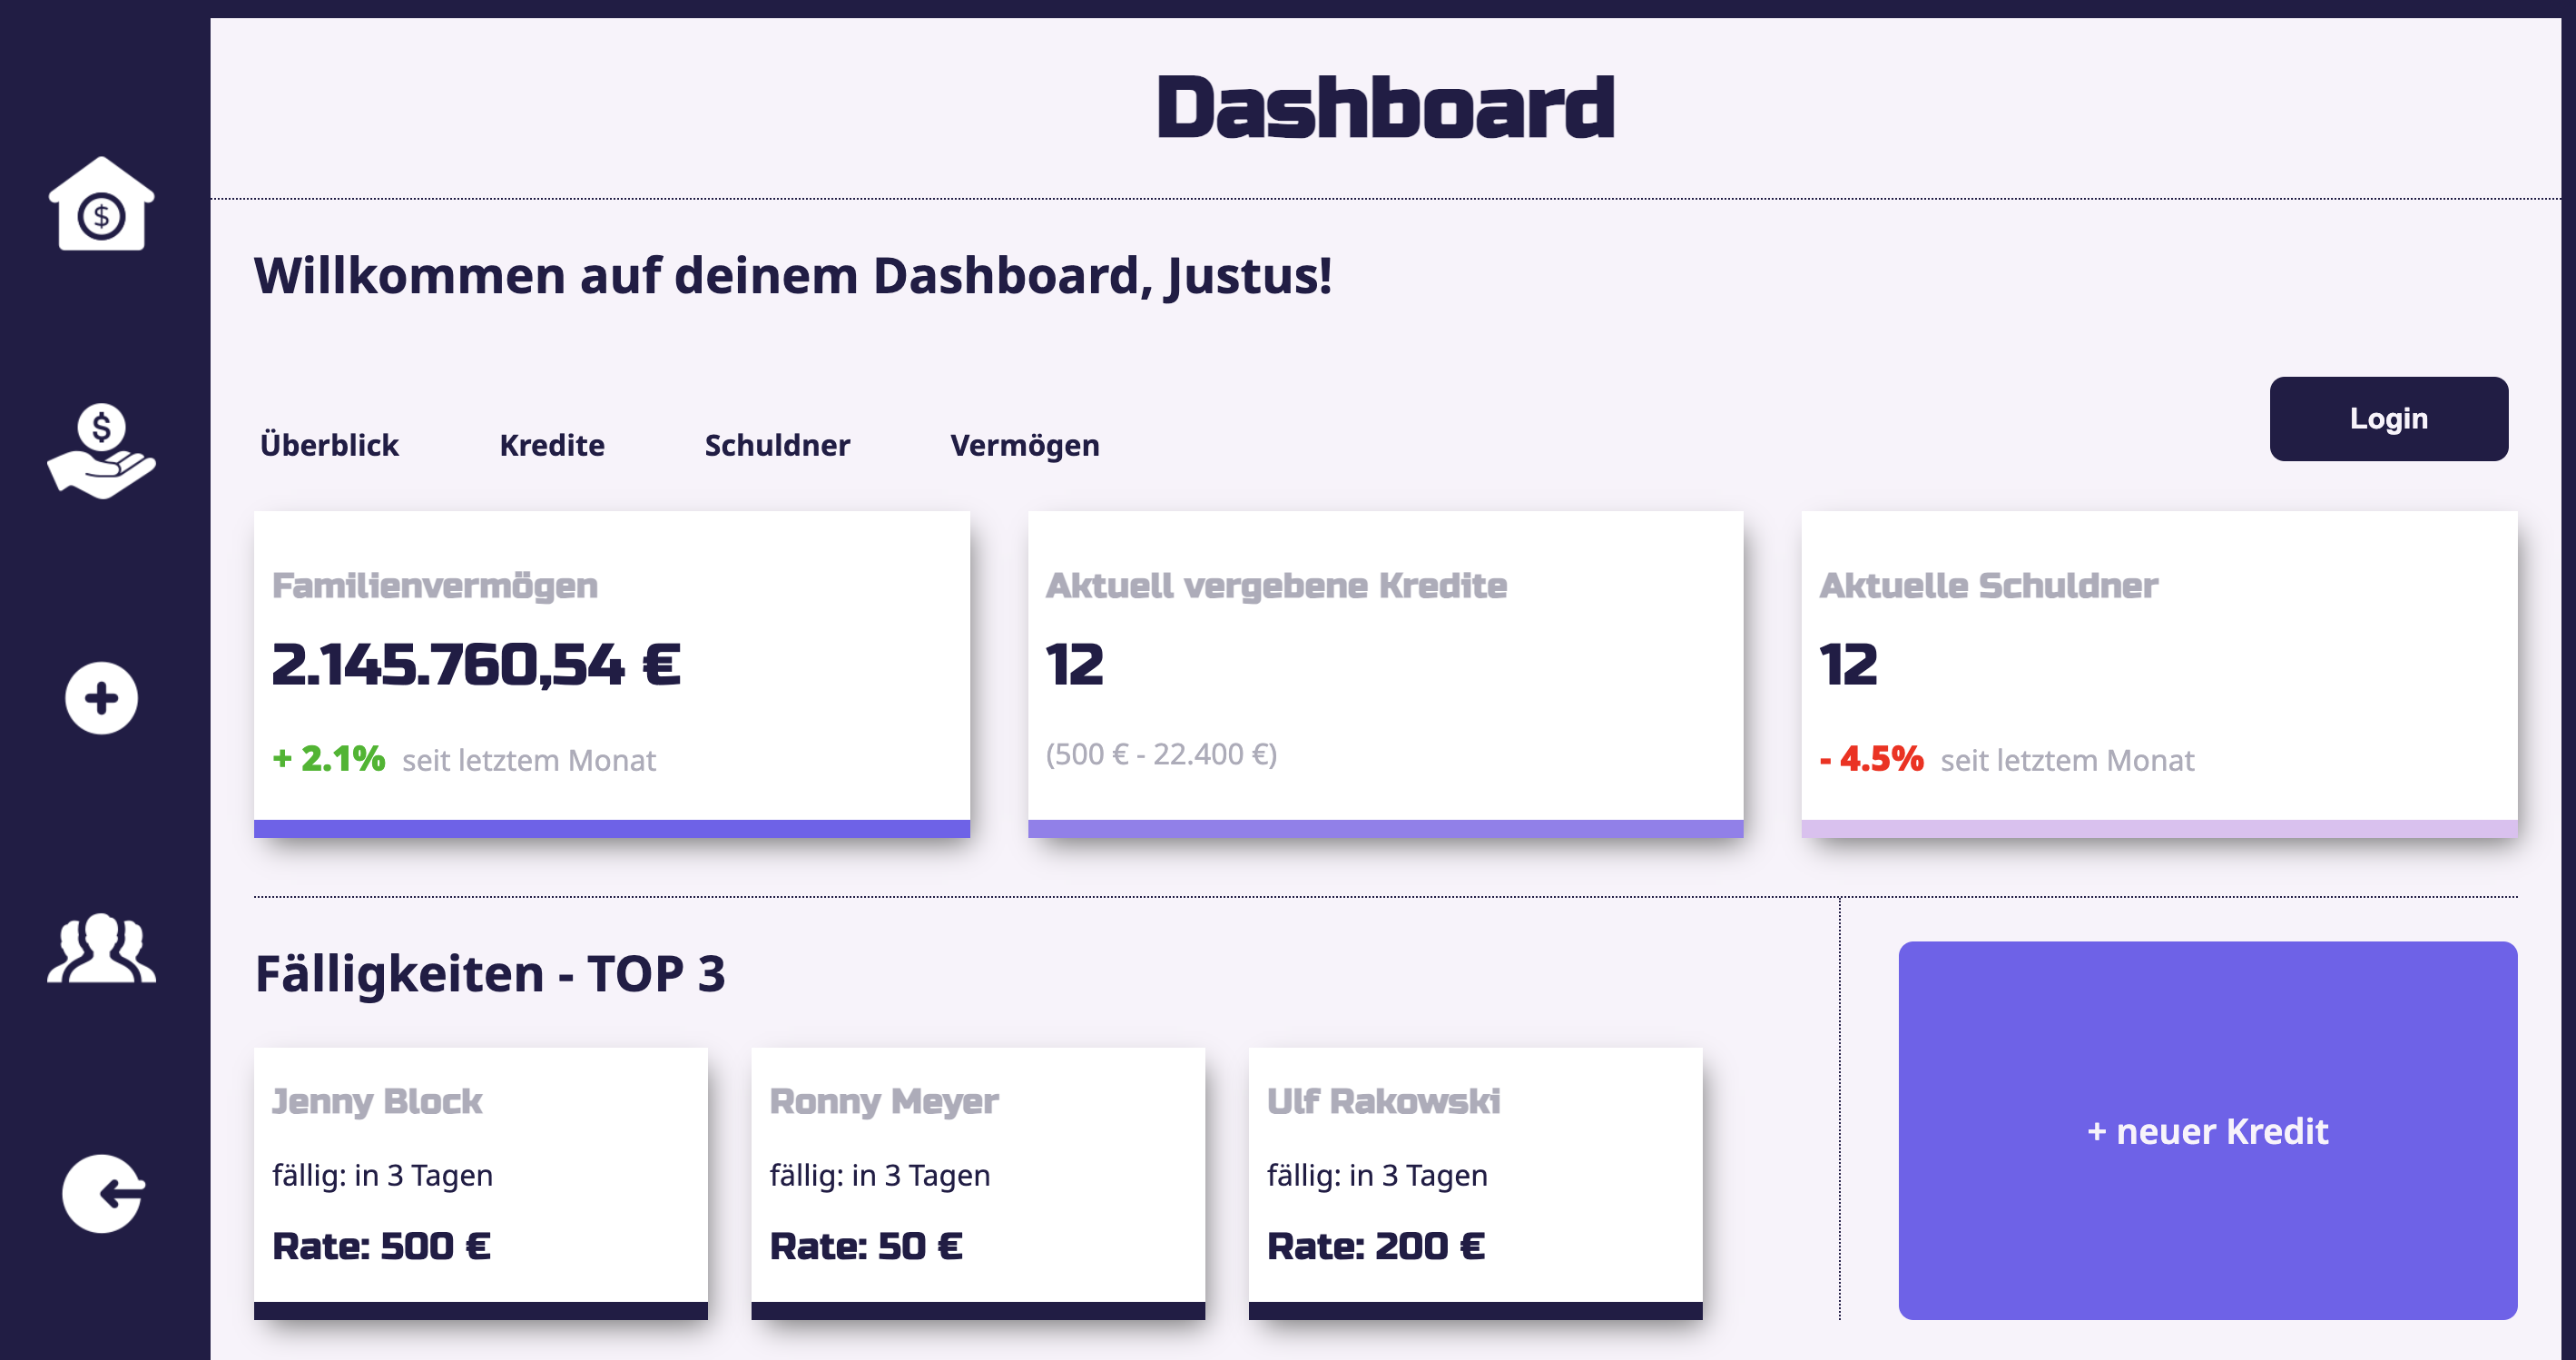 Dashboard
Willkommen auf deinem Dashboard, Justus!
Login
Überblick Kredite Schuldner Vermögen
Familienvermögen
2.145.760,54 €
+ 2.1% seit letztem Monat
Aktuell vergebene Kredite
12
(500 € - 22.400 €)
Aktuelle Schuldner
12
- 4.5% seit letztem Monat
Fälligkeiten - TOP 3
Jenny Block
fällig: in 3 Tagen
Rate: 500 €
Ronny Meyer
fällig: in 3 Tagen
Rate: 50 €
Ulf Rakowski
fällig: in 3 Tagen
Rate: 200 €
+ neuer Kredit